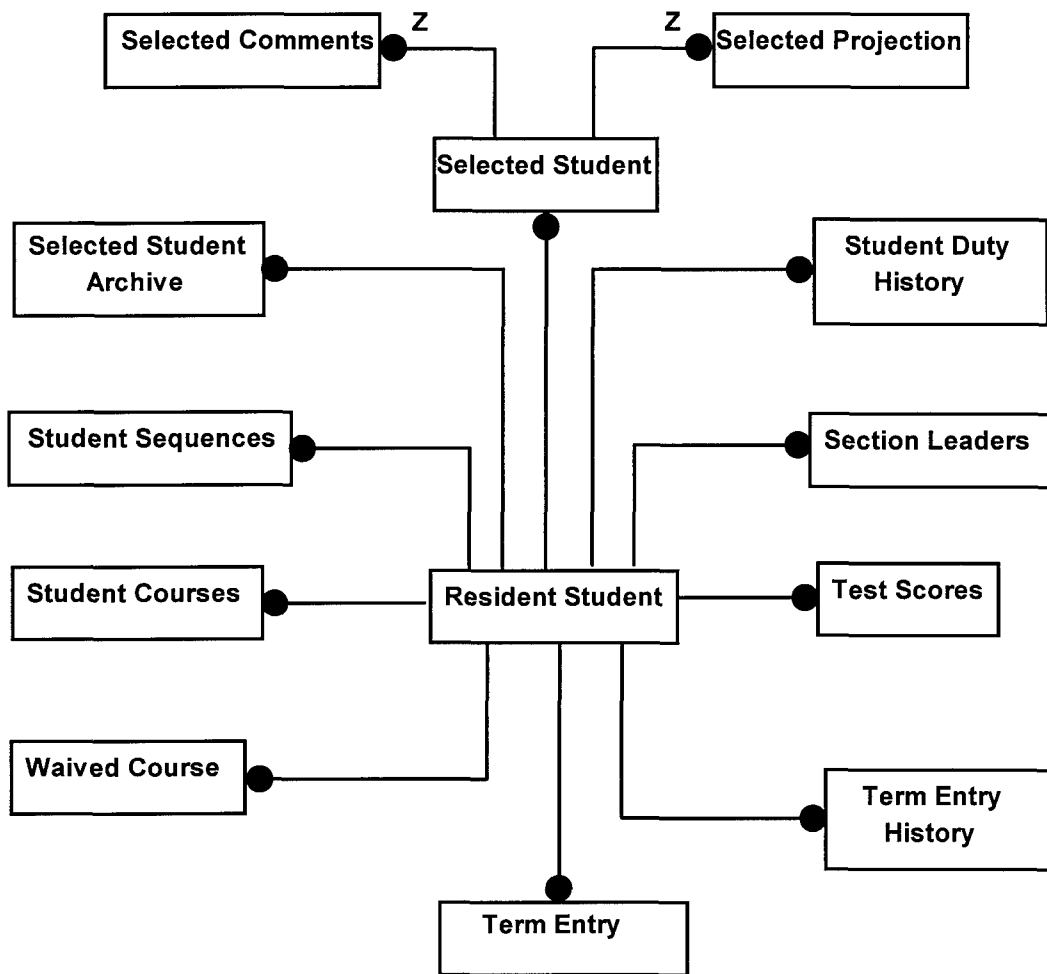 Z
Z
Selected Comments
Selected Projection
Selected Student
Selected Student
Archive
Student Duty
History
Student Sequences
Section Leaders
Student Courses
Resident Student
Test Scores
Waived Course
Term Entry
History
Term Entry